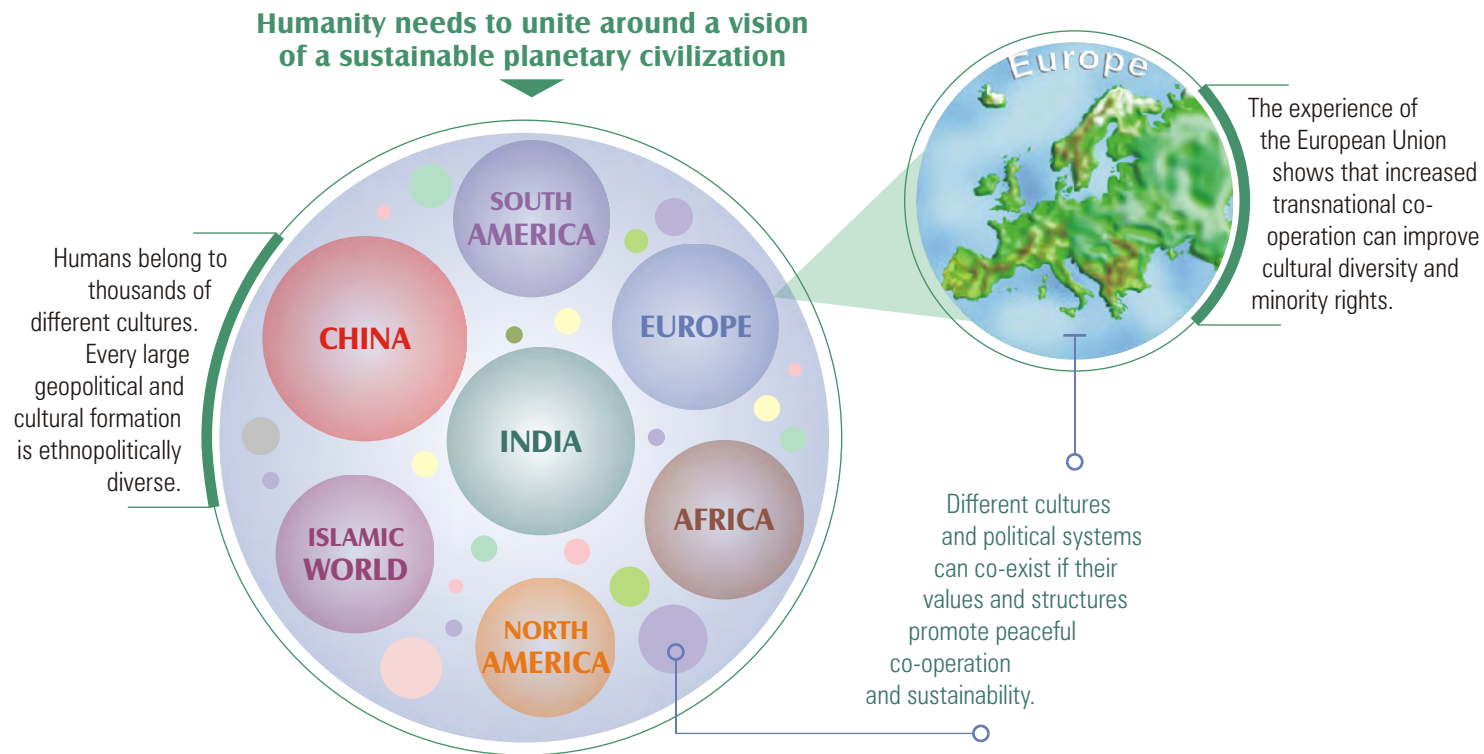 Humanity needs to unite around a vision
of a sustainable planetary civilization
Humans belong to
thousands of
different cultures.
Every large
geopolitical and
cultural formation
is ethnopolitically
diverse.
SOUTH
AMERICA
CHINA
EUROPE
INDIA
AFRICA
ISLAMIC
WORLD
NORTH
AMERICA
Europe
The experience of
the European Union
shows that increased
transnational co-
operation can improve
cultural diversity and
minority rights.
Different cultures
and political systems
can co-exist if their
values and structures
promote peaceful
co-operation
and sustainability.